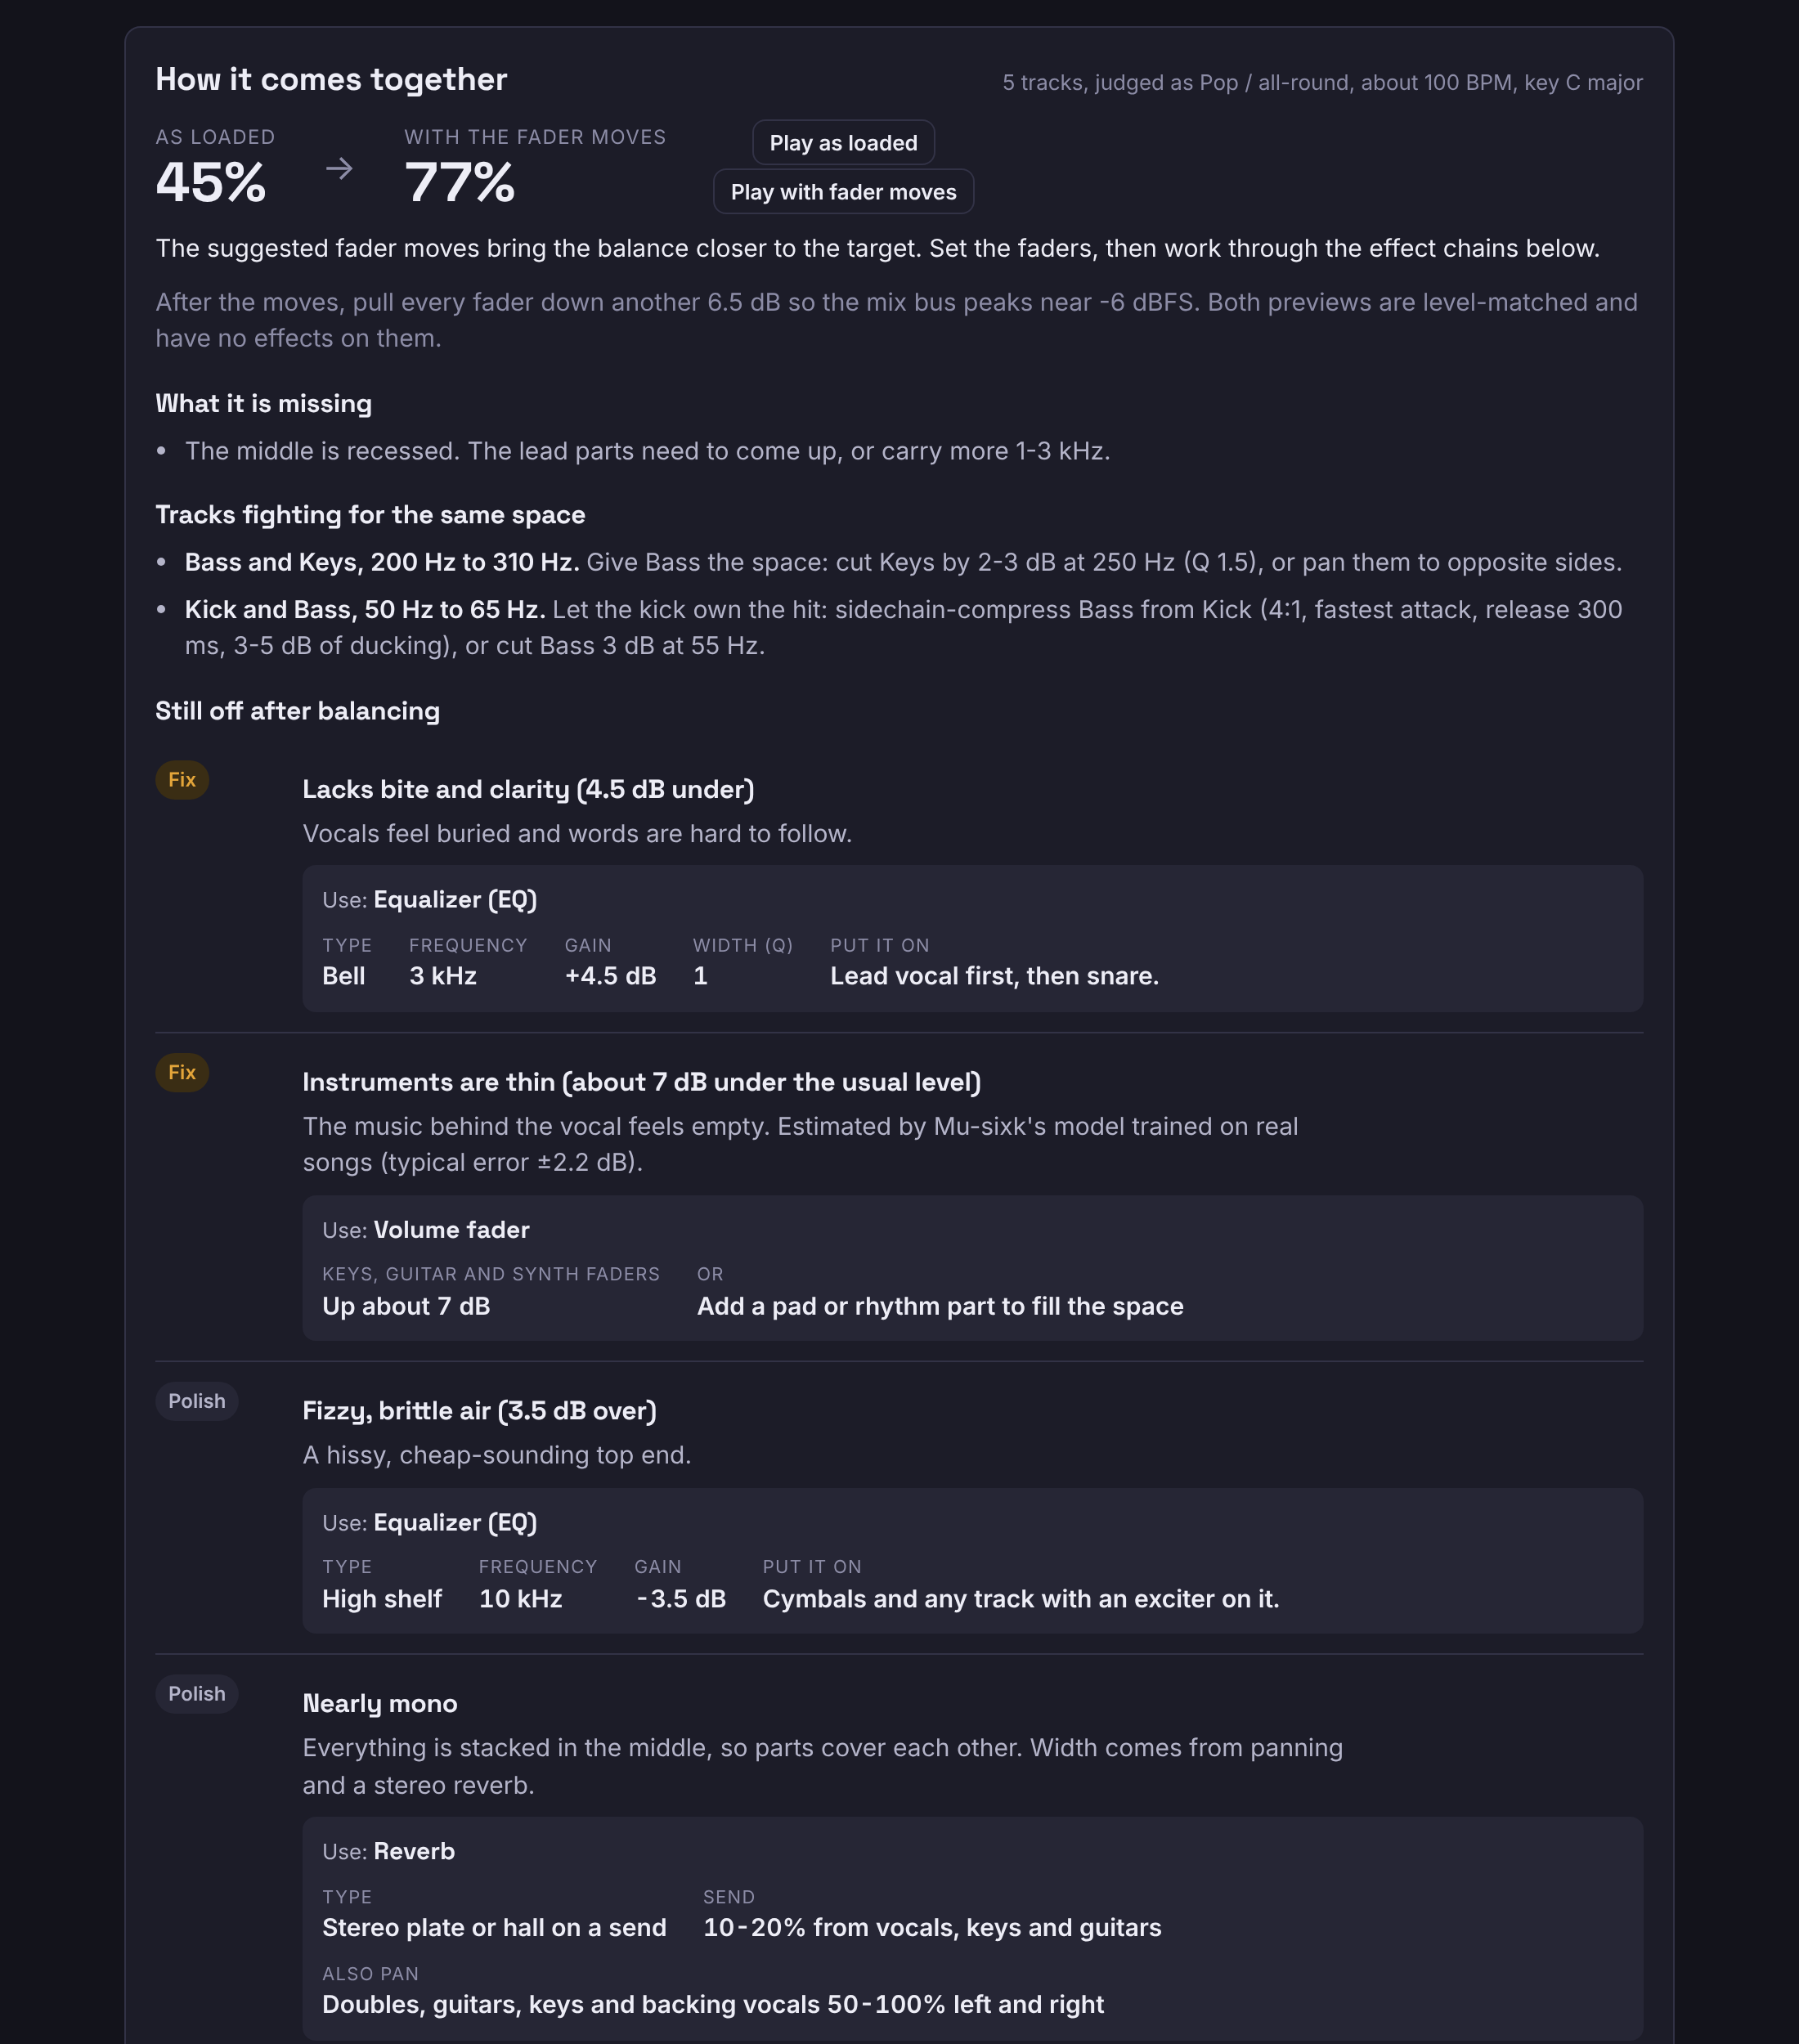 How it comes together
5 tracks, judged as Pop / all-round, about 100 BPM, key C major
AS LOADED
45%
→
WITH THE FADER MOVES
77%
Play as loaded
Play with fader moves
The suggested fader moves bring the balance closer to the target. Set the faders, then work through the effect chains below.
After the moves, pull every fader down another 6.5 dB so the mix bus peaks near -6 dBFS. Both previews are level-matched and
have no effects on them.
What it is missing
• The middle is recessed. The lead parts need to come up, or carry more 1-3 kHz.
Tracks fighting for the same space
• Bass and Keys, 200 Hz to 310 Hz. Give Bass the space: cut Keys by 2-3 dB at 250 Hz (Q 1.5), or pan them to opposite sides.
• Kick and Bass, 50 Hz to 65 Hz. Let the kick own the hit: sidechain-compress Bass from Kick (4:1, fastest attack, release 300
ms, 3-5 dB of ducking), or cut Bass 3 dB at 55 Hz.
Still off after balancing
Fix
Lacks bite and clarity (4.5 dB under)
Vocals feel buried and words are hard to follow.
Use: Equalizer (EQ)
TYPE FREQUENCY GAIN WIDTH (Q) PUT IT ON
Bell 3 kHz +4.5 dB 1 Lead vocal first, then snare.
Fix
Instruments are thin (about 7 dB under the usual level)
The music behind the vocal feels empty. Estimated by Mu-sixk's model trained on real
songs (typical error ±2.2 dB).
Use: Volume fader
KEYS, GUITAR AND SYNTH FADERS OR
Up about 7 dB Add a pad or rhythm part to fill the space
Polish
Fizzy, brittle air (3.5 dB over)
A hissy, cheap-sounding top end.
Use: Equalizer (EQ)
TYPE FREQUENCY GAIN PUT IT ON
High shelf 10 kHz -3.5 dB Cymbals and any track with an exciter on it.
Polish
Nearly mono
Everything is stacked in the middle, so parts cover each other. Width comes from panning
and a stereo reverb.
Use: Reverb
TYPE SEND
Stereo plate or hall on a send 10-20% from vocals, keys and guitars
ALSO PAN
Doubles, guitars, keys and backing vocals 50-100% left and right